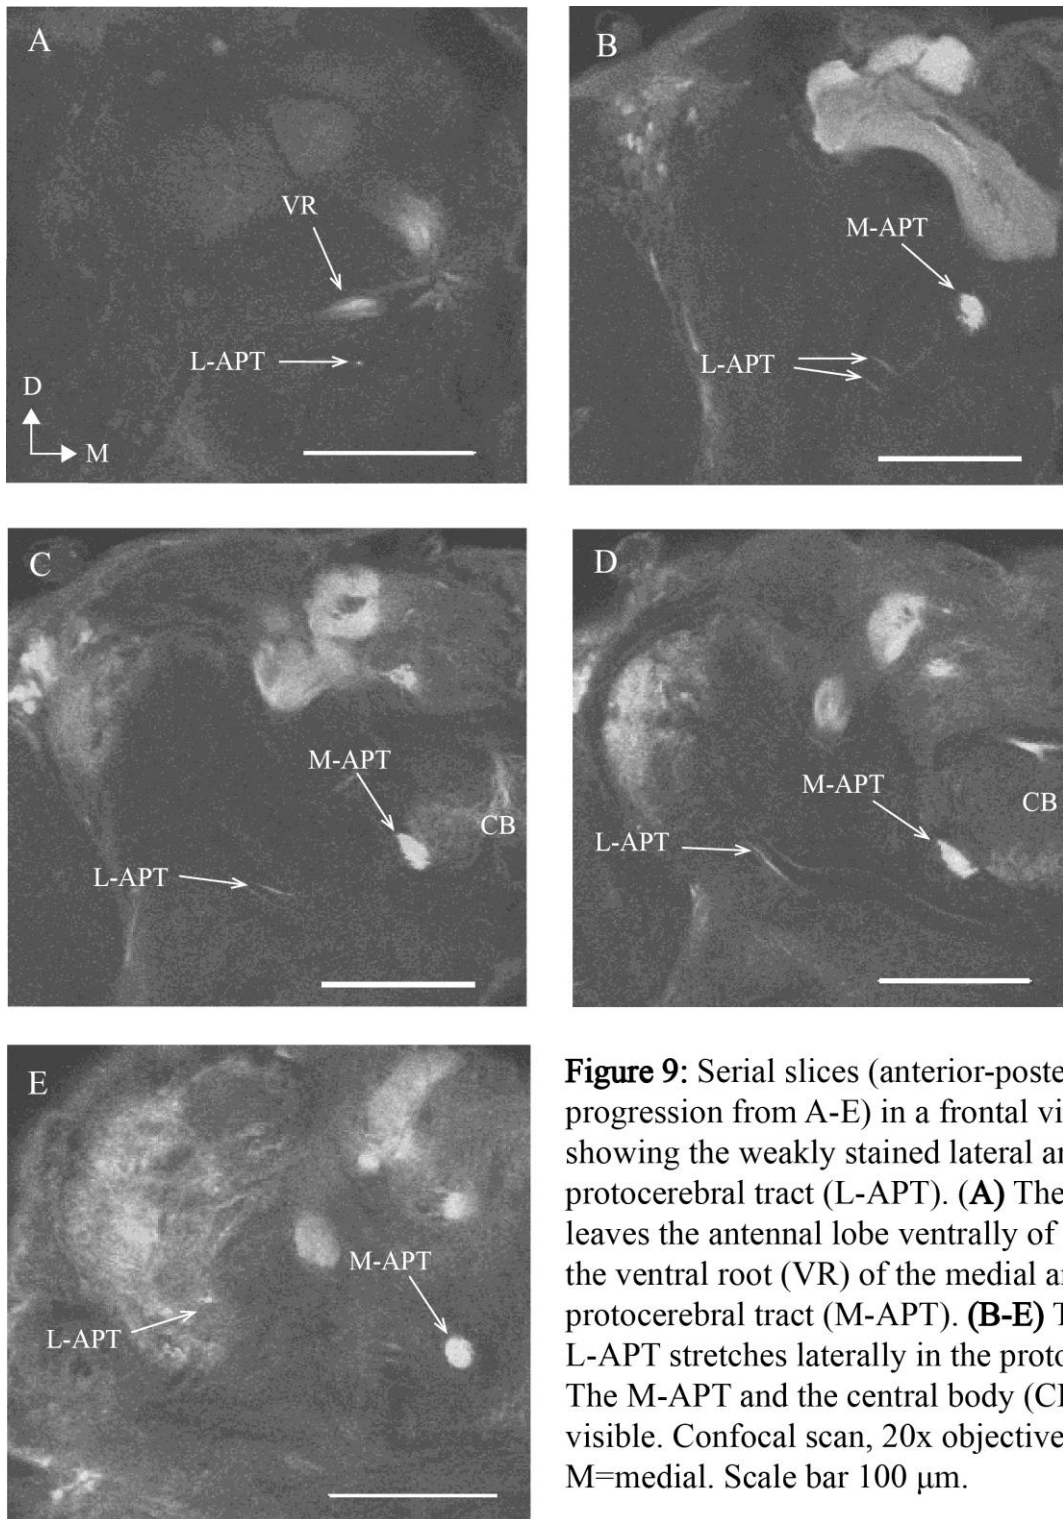 A
VR
L-APT
D
M
B
M-APT
L-APT
C
M-APT
CB
L-APT
D
M-APT
CB
L-APT
E
M-APT
L-APT
Figure 9: Serial slices (anterior-poste
progression from A-E) in a frontal vi
showing the weakly stained lateral a
protocerebral tract (L-APT). (A) The
leaves the antennal lobe ventrally of
the ventral root (VR) of the medial a
protocerebral tract (M-APT). (B-E) T
L-APT stretches laterally in the proto
The M-APT and the central body (C
visible. Confocal scan, 20x objective
M=medial. Scale bar 100 µm.